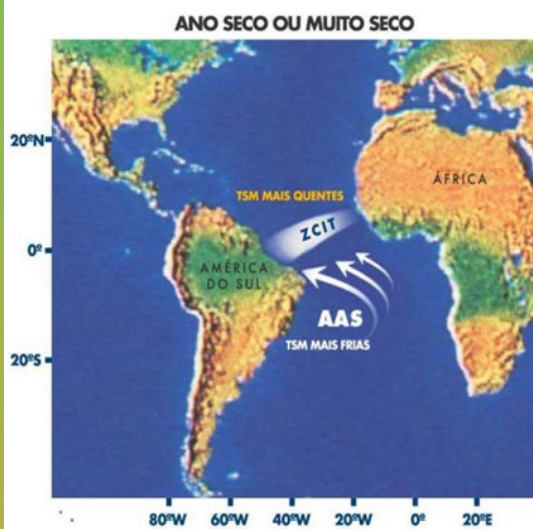 ANO SECO OU MUITO SECO
20ºN
ÁFRICA
TSM MAIS QUENTES
ZCIT
0º
AMÉRICA
DO SUL
AAS
TSM MAIS FRIAS
20ºS
80ºW 60ºW 40ºW 20ºW 0º 20ºE